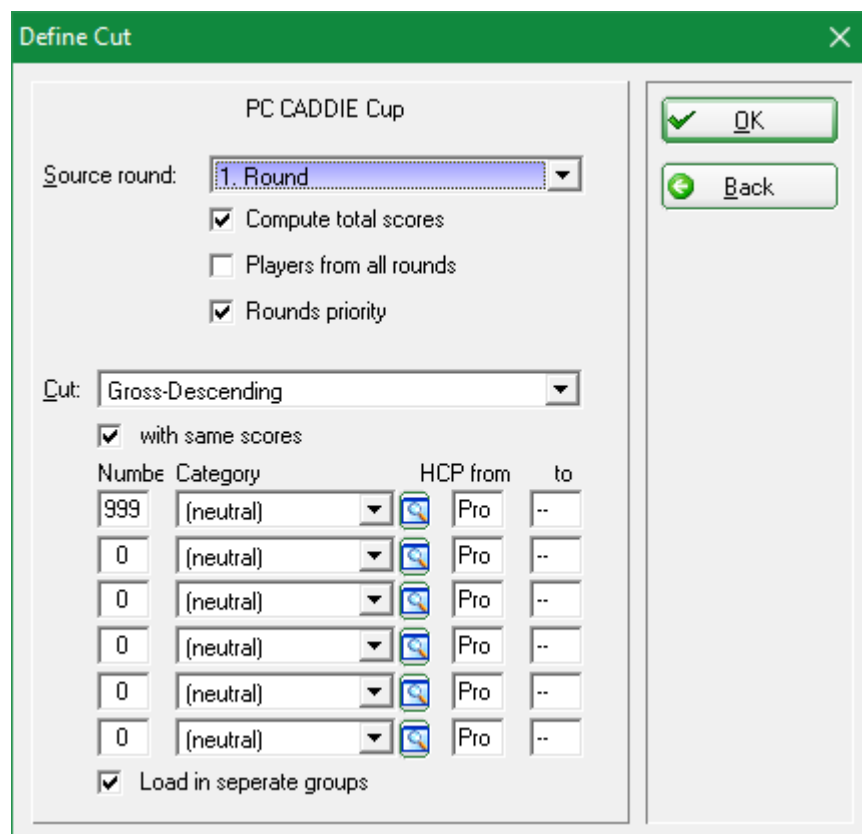 Define Cut
PC CADDIE Cup
Source round: 1. Round
Compute total scores
Players from all rounds
Rounds priority
Cut: Gross-Descending
with same scores
Numbe Category HCP from to
999 (neutral) Pro --
0 (neutral) Pro --
0 (neutral) Pro --
0 (neutral) Pro --
0 (neutral) Pro --
0 (neutral) Pro --
Load in seperate groups
OK
Back